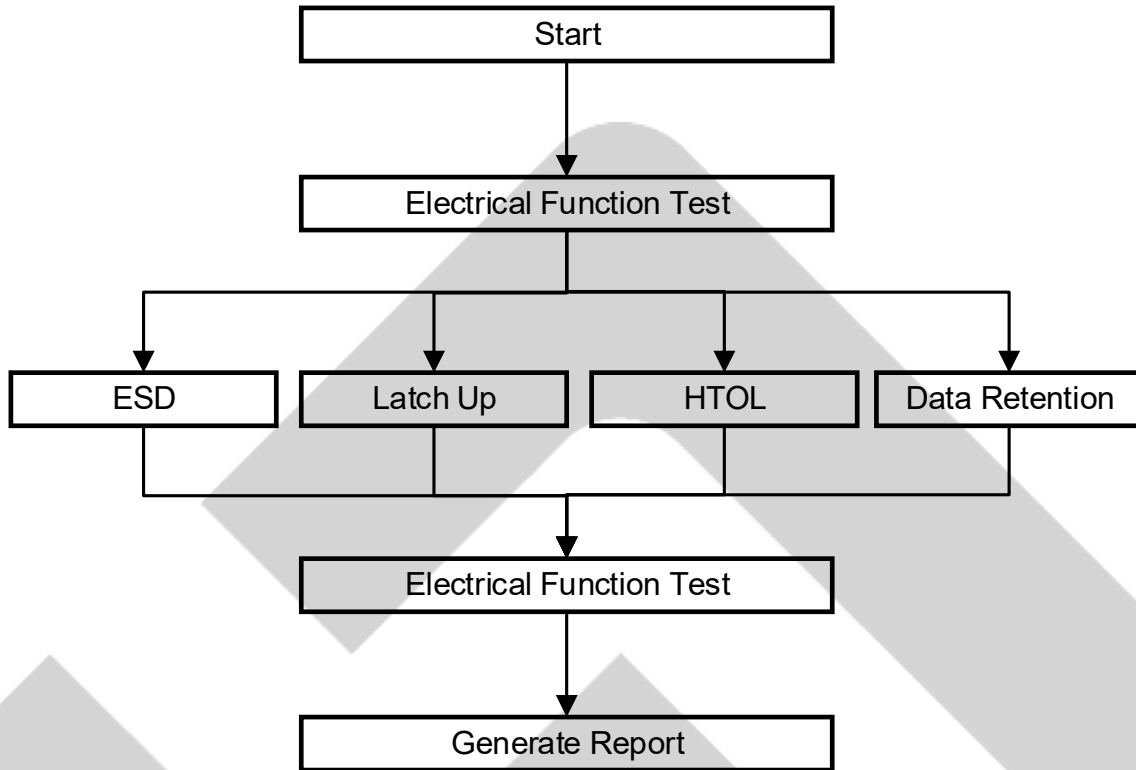 Start
Electrical Function Test
ESD
Latch Up
HTOL
Data Retention
Electrical Function Test
Generate Report